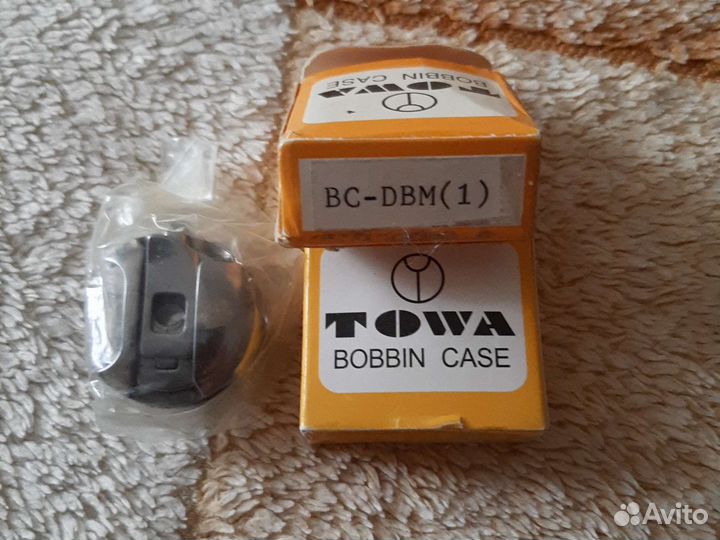 TOWA
BOBBIN CASE
BC-DBM(1)
TOWA
BOBBIN CASE
Avito